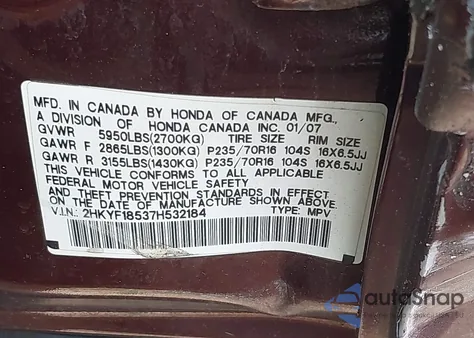 MFD. IN CANADA BY HONDA OF CANADA MFG.,
A DIVISION OF HONDA CANADA INC. 01/07
GVWR 5950LBS(2700KG) TIRE SIZE RIM SIZE
GAWR F 2865LBS(1300KG) P235/70R16 104S 16X6.5JJ
GAWR R 3155LBS(1430KG) P235/70R16 104S 16X6.5JJ
THIS VEHICLE CONFORMS TO ALL APPLICABLE
FEDERAL MOTOR VEHICLE SAFETY
AND THEFT PREVENTION STANDARDS IN EFFECT
ON THE DATE OF MANUFACTURE SHOWN ABOVE.
V.I.N.: 2HKYF18537H532184 TYPE: MPV
autoSnap